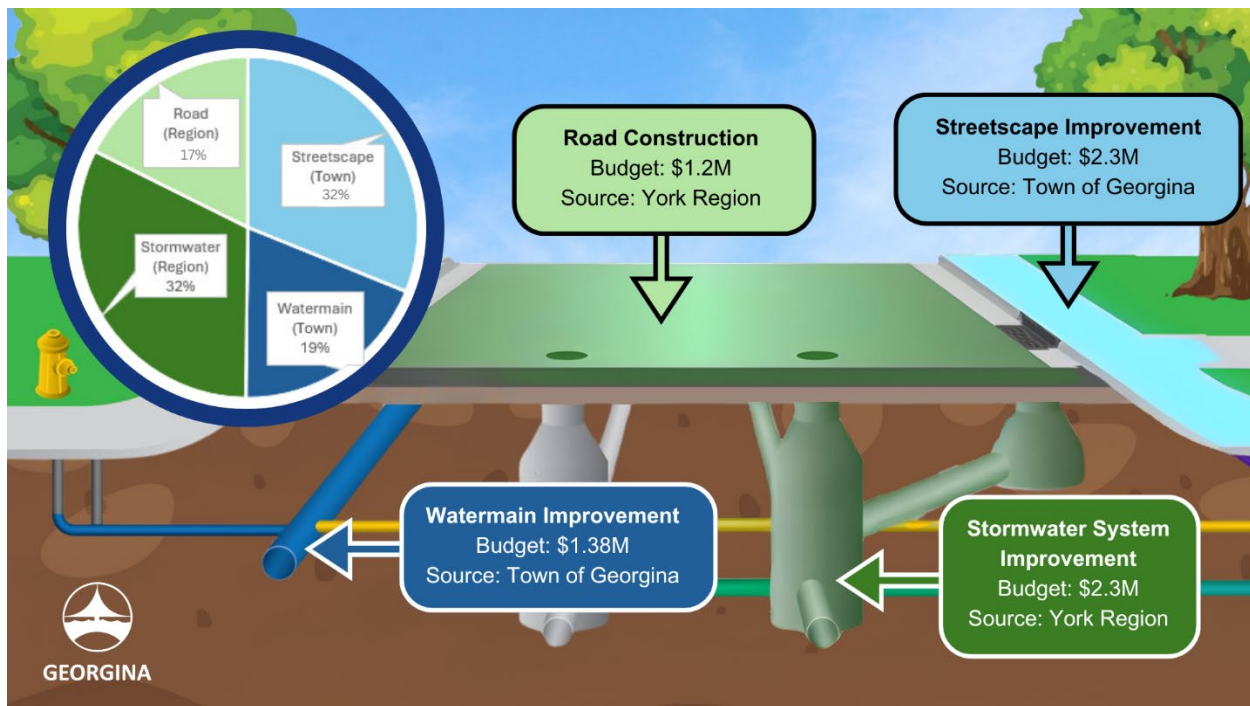 Road
(Region)
17%
Streetscape
(Town)
32%
Stormwater
(Region)
32%
Watermain
(Town)
19%
Road Construction
Budget: $1.2M
Source: York Region
Streetscape Improvement
Budget: $2.3M
Source: Town of Georgina
Watermain Improvement
Budget: $1.38M
Source: Town of Georgina
Stormwater System
Improvement
Budget: $2.3M
Source: York Region
GEORGINA